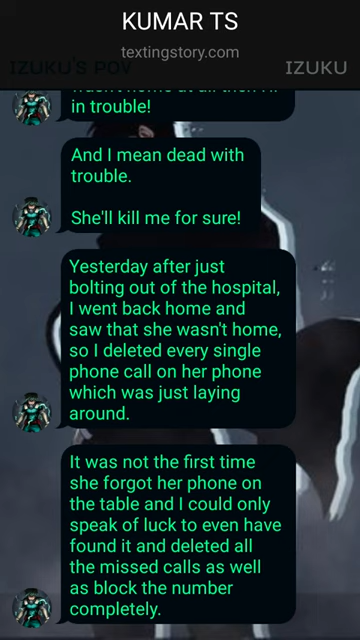 KUMAR TS
textingstory.com
IZUKU'S POV
IZUKU
in trouble!
And I mean dead with
trouble.
She'll kill me for sure!
Yesterday after just
bolting out of the hospital,
I went back home and
saw that she wasn't home,
so I deleted every single
phone call on her phone
which was just laying
around.
It was not the first time
she forgot her phone on
the table and I could only
speak of luck to even have
found it and deleted all
the missed calls as well
as block the number
completely.